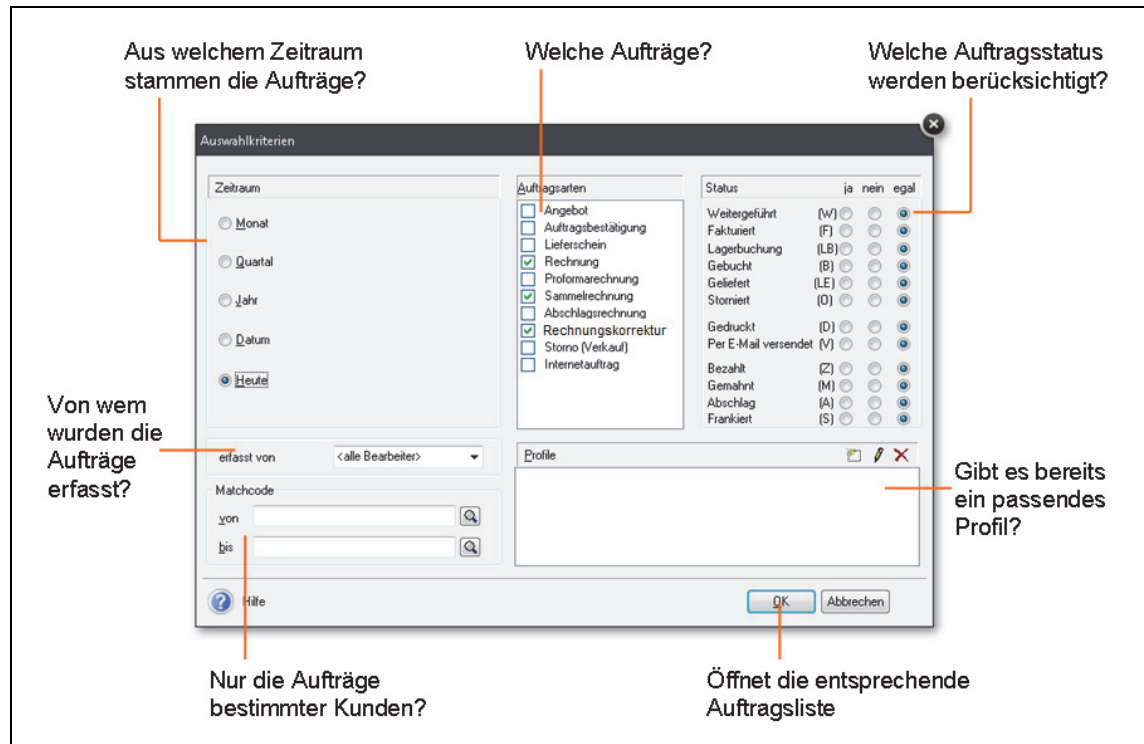 Aus welchem Zeitraum
stammen die Aufträge?
Welche Aufträge?
Welche Auftragsstatus
werden berücksichtigt?
Auswahlkriterien
Zeitraum
Monat
Quartal
Jahr
Datum
Heute
Auftragsarten
Angebot
Auftragsbestätigung
Lieferschein
Rechnung
Proformarechnung
Sammelrechnung
Abschlagsrechnung
Rechnungskorrektur
Storno (Verkauf)
Internetauftrag
Status ja nein egal
Weitergeführt (W)
Fakturiert (F)
Lagerbuchung (LB)
Gebucht (B)
Geliefert (LE)
Storniert (O)
Gedruckt (D)
Per E-Mail versendet (V)
Bezahlt (Z)
Gemahnt (M)
Abschlag (A)
Frankiert (S)
Von wem
wurden die
Aufträge
erfasst?
erfasst von <alle Bearbeiter>
Matchcode
von
bis
Profile
Gibt es bereits
ein passendes
Profil?
Hilfe
OK
Abbrechen
Nur die Aufträge
bestimmter Kunden?
Öffnet die entsprechende
Auftragsliste